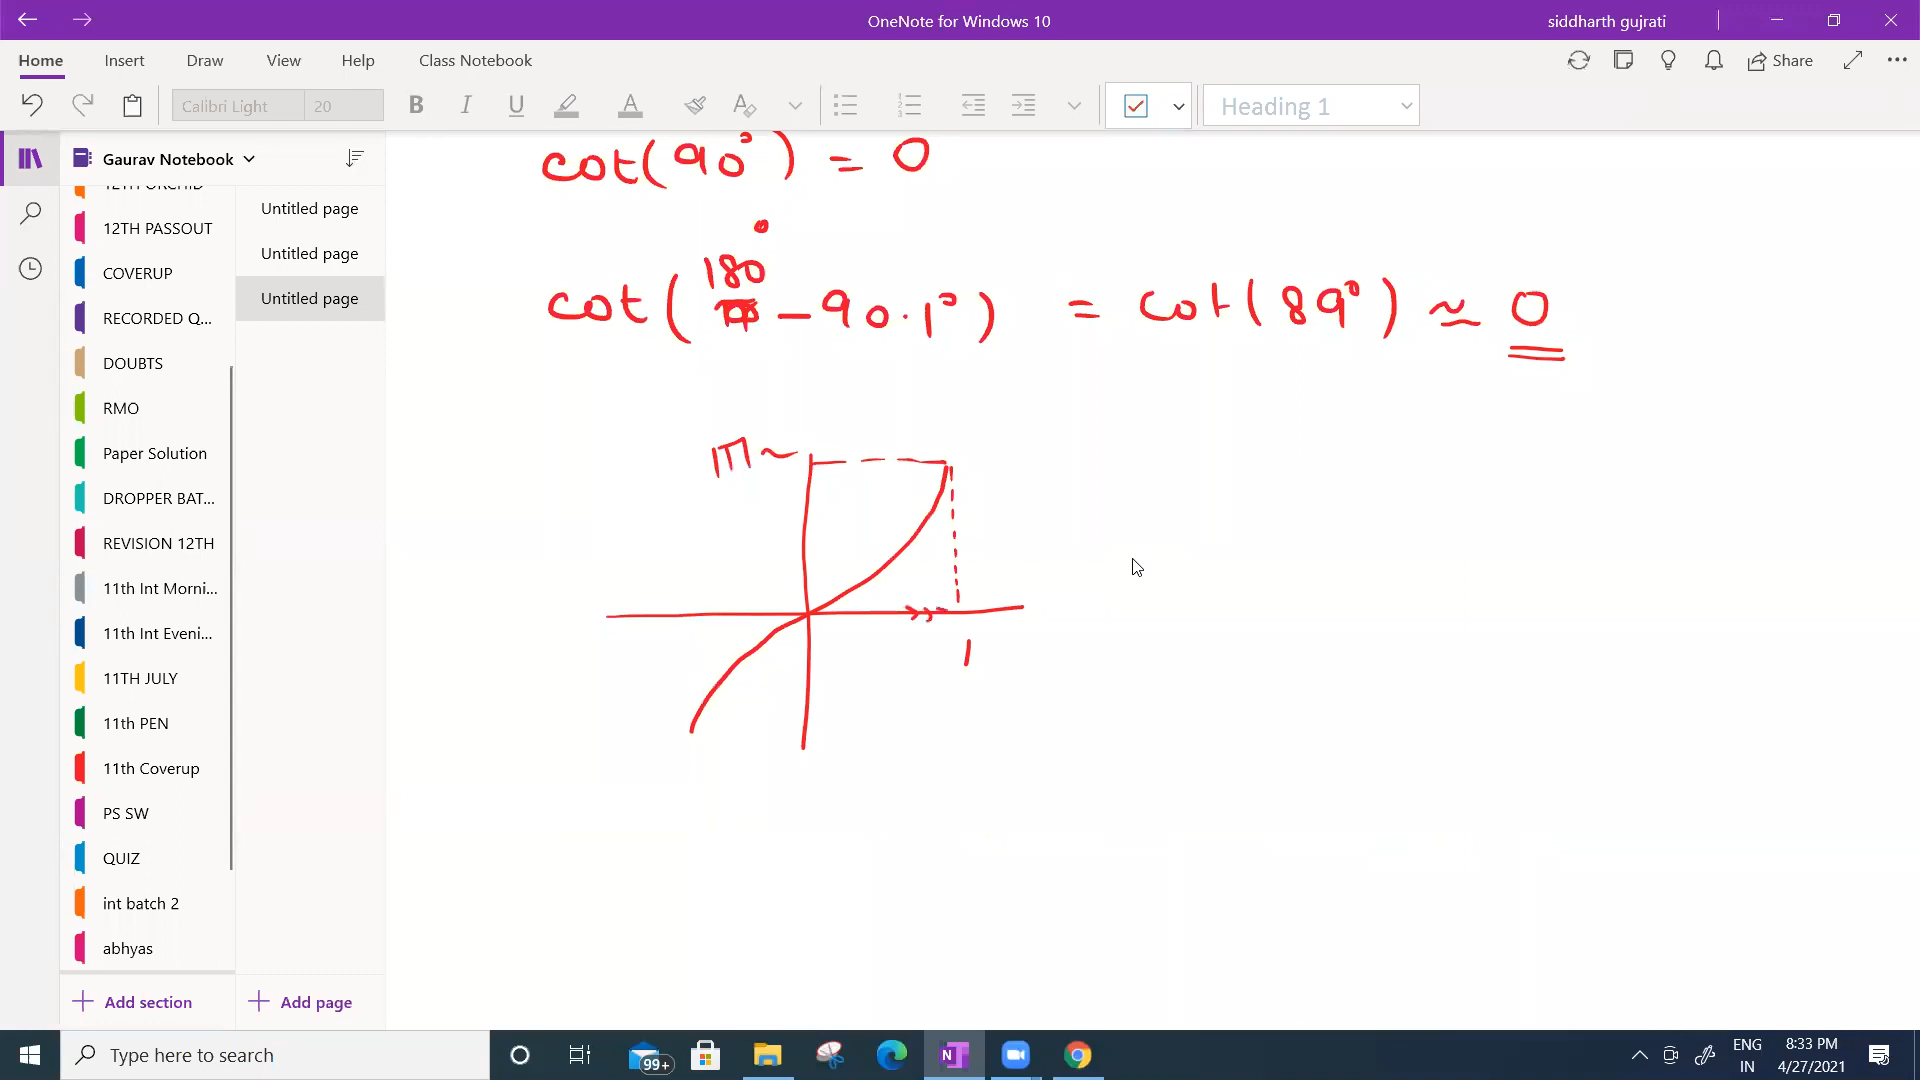 OneNote for Windows 10
siddharth gujrati
Home Insert Draw View Help Class Notebook
Share
Calibri Light 20
B I U A
Heading 1
Gaurav Notebook
12TH ORCHID
12TH PASSOUT
COVERUP
RECORDED Q...
DOUBTS
RMO
Paper Solution
DROPPER BAT...
REVISION 12TH
11th Int Morni...
11th Int Eveni...
11TH JULY
11th PEN
11th Coverup
PS SW
QUIZ
int batch 2
abhyas
Add section
Untitled page
Untitled page
Untitled page
Add page
cot(90°) = 0
cot(180° - 90.1°) = cot(89°) ≃ 0
1
Type here to search
99+
N
ENG
IN
8:33 PM
4/27/2021